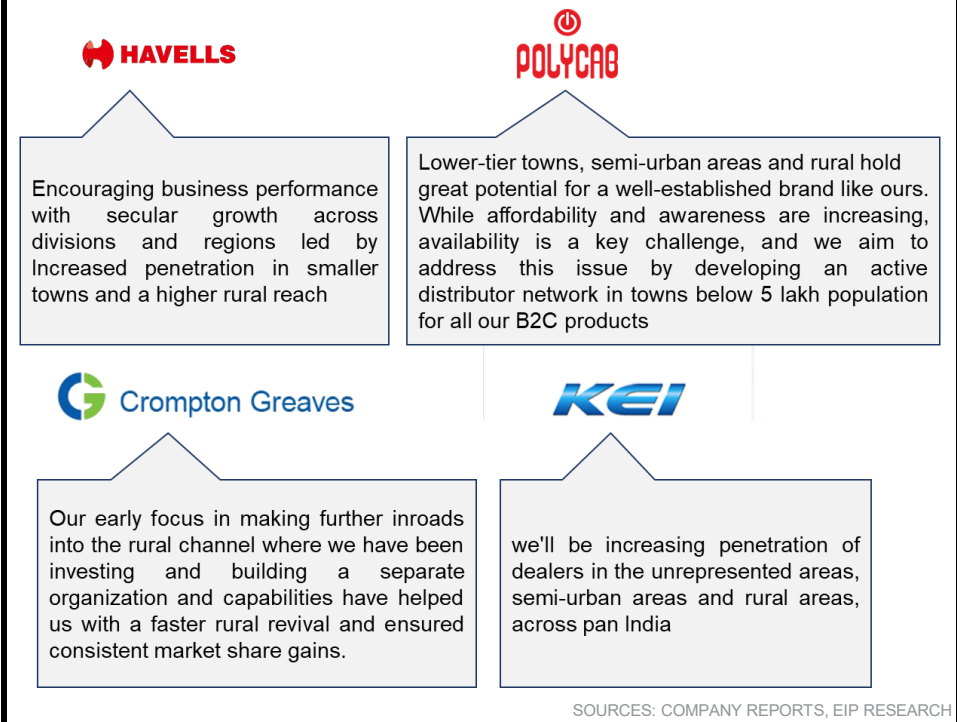 HAVELLS
POLYCAB
Encouraging business performance
with secular growth across
divisions and regions led by
Increased penetration in smaller
towns and a higher rural reach
Lower-tier towns, semi-urban areas and rural hold
great potential for a well-established brand like ours.
While affordability and awareness are increasing,
availability is a key challenge, and we aim to
address this issue by developing an active
distributor network in towns below 5 lakh population
for all our B2C products
Crompton Greaves
KEI
Our early focus in making further inroads
into the rural channel where we have been
investing and building a separate
organization and capabilities have helped
us with a faster rural revival and ensured
consistent market share gains.
we'll be increasing penetration of
dealers in the unrepresented areas,
semi-urban areas and rural areas,
across pan India
SOURCES: COMPANY REPORTS, EIP RESEARCH